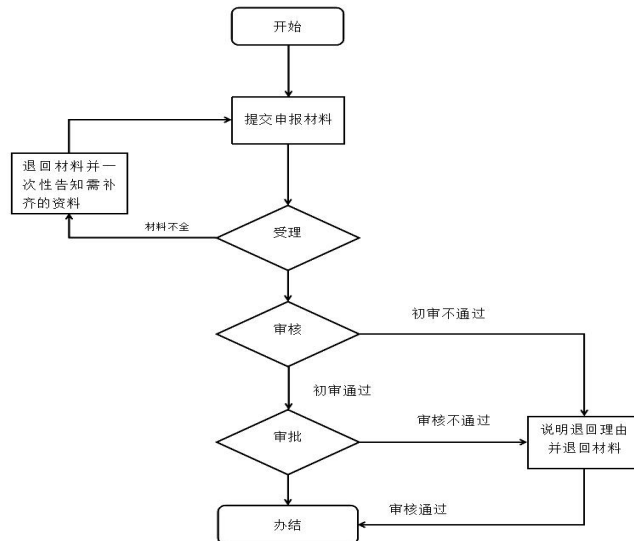 开始
提交申报材料
退回材料并一
次性告知需补
齐的资料
材料不全
受理
审核
初审不通过
初审通过
审批
审核不通过
说明退回理由
并退回材料
办结
审核通过